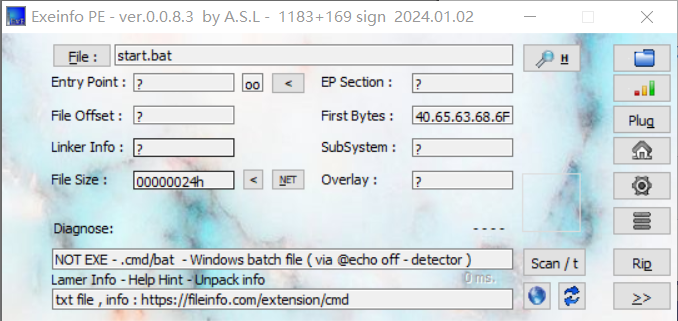 Exeinfo PE - ver.0.0.8.3 by A.S.L - 1183+169 sign 2024.01.02
File : start.bat H
Entry Point : ? oo < EP Section : ?
File Offset : ? First Bytes : 40.65.63.68.6F Plug
Linker Info : ? SubSystem : ?
File Size : 00000024h < NET Overlay : ?
Diagnose: - - - -
NOT EXE - .cmd/bat - Windows batch file ( via @echo off - detector ) Scan / t Rip
Lamer Info - Help Hint - Unpack info 0 ms.
txt file , info : https://fileinfo.com/extension/cmd >>